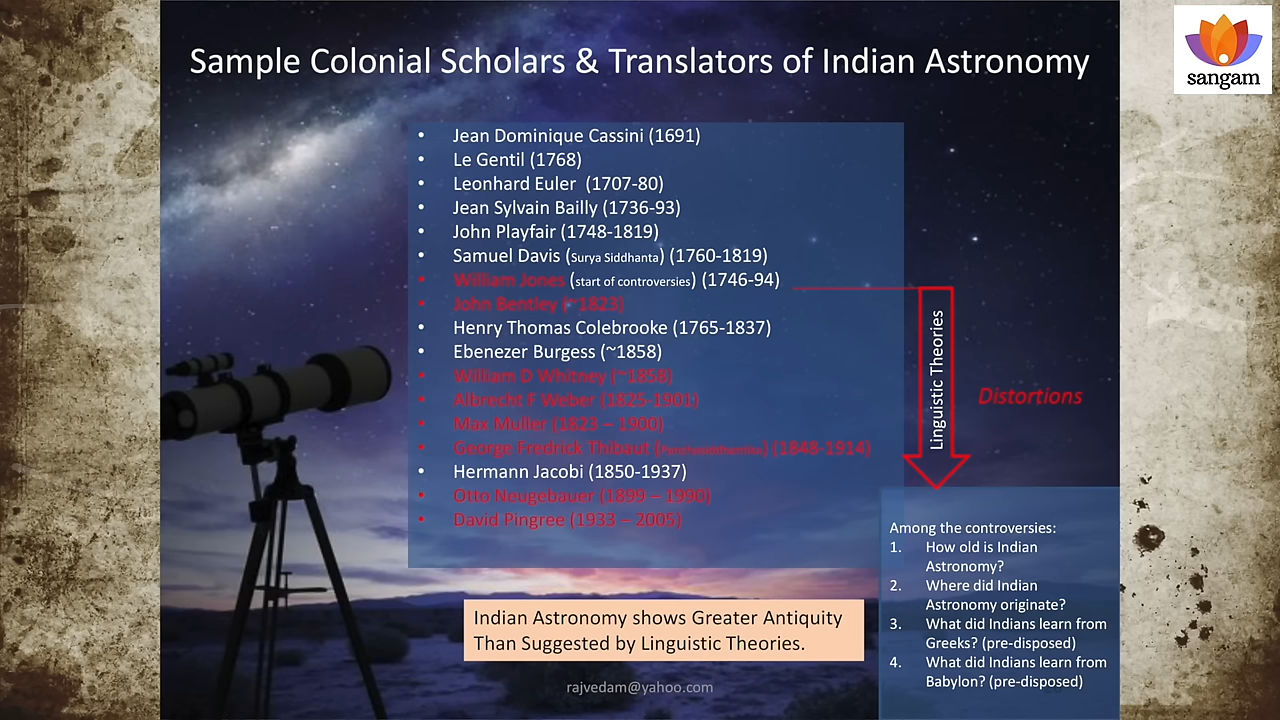 Sample Colonial Scholars & Translators of Indian Astronomy
sangam
• Jean Dominique Cassini (1691)
• Le Gentil (1768)
• Leonhard Euler (1707-80)
• Jean Sylvain Bailly (1736-93)
• John Playfair (1748-1819)
• Samuel Davis (Surya Siddhanta) (1760-1819)
• William Jones (start of controversies) (1746-94)
• John Bentley (~1823)
• Henry Thomas Colebrooke (1765-1837)
• Ebenezer Burgess (~1858)
• William D Whitney (~1858)
• Albrecht F Weber (1825-1901)
• Max Muller (1823 – 1900)
• George Fredrick Thibaut (Panchasiddhantika) (1848-1914)
• Hermann Jacobi (1850-1937)
• Otto Neugebauer (1899 – 1990)
• David Pingree (1933 – 2005)
Linguistic Theories
Distortions
Among the controversies:
1. How old is Indian
Astronomy?
2. Where did Indian
Astronomy originate?
3. What did Indians learn from
Greeks? (pre-disposed)
4. What did Indians learn from
Babylon? (pre-disposed)
Indian Astronomy shows Greater Antiquity
Than Suggested by Linguistic Theories.
rajvedam@yahoo.com